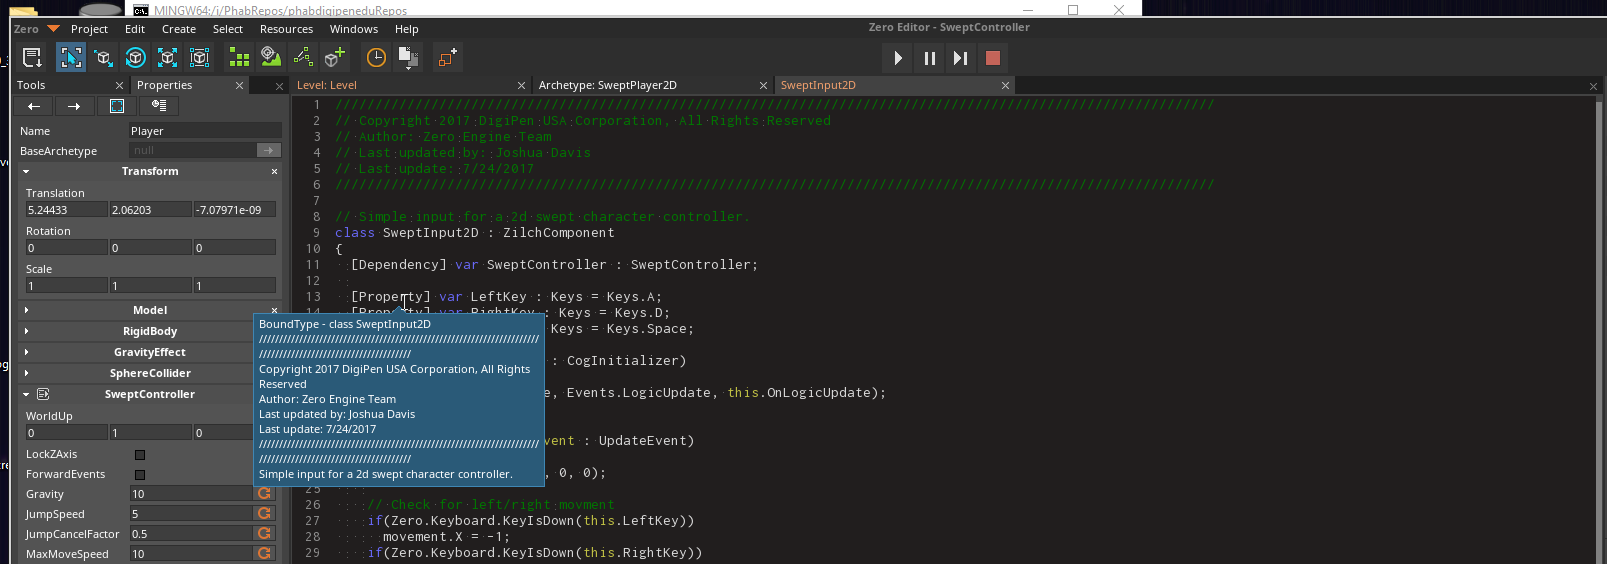 MINGW64:/i/PhabRepos/phabdigipeneduRepos
Zero Project Edit Create Select Resources Windows Help Zero Editor - SweptController
Tools Properties Level: Level Archetype: SweptPlayer2D SweptInput2D
Name Player
BaseArchetype null
Transform
Translation
5.24433 2.06203 -7.07971e-09
Rotation
0 0 0
Scale
1 1 1
Model
RigidBody
GravityEffect
SphereCollider
SweptController
WorldUp
0 1 0
LockZAxis
ForwardEvents
Gravity 10
JumpSpeed 5
JumpCancelFactor 0.5
MaxMoveSpeed 10
1 //////////////////////////////////////////////////////////////////////////////////////////////////////////////
2 // Copyright 2017 DigiPen USA Corporation, All Rights Reserved
3 // Author: Zero Engine Team
4 // Last updated by: Joshua Davis
5 // Last update: 7/24/2017
6 //////////////////////////////////////////////////////////////////////////////////////////////////////////////
7
8 // Simple input for a 2d swept character controller.
9 class SweptInput2D : ZilchComponent
10 {
11 [Dependency] var SweptController : SweptController;
12
13 [Property] var LeftKey : Keys = Keys.A;
14 [Property] var RightKey : Keys = Keys.D;
Keys = Keys.Space;
: CogInitializer)
e, Events.LogicUpdate, this.OnLogicUpdate);
vent : UpdateEvent)
, 0, 0);
25
26 // Check for left/right movment
27 if(Zero.Keyboard.KeyIsDown(this.LeftKey))
28 movement.X = -1;
29 if(Zero.Keyboard.KeyIsDown(this.RightKey))
BoundType - class SweptInput2D
//////////////////////////////////////////////////////////////////////
//////////////////////////////////////
Copyright 2017 DigiPen USA Corporation, All Rights
Reserved
Author: Zero Engine Team
Last updated by: Joshua Davis
Last update: 7/24/2017
//////////////////////////////////////////////////////////////////////
//////////////////////////////////////
Simple input for a 2d swept character controller.